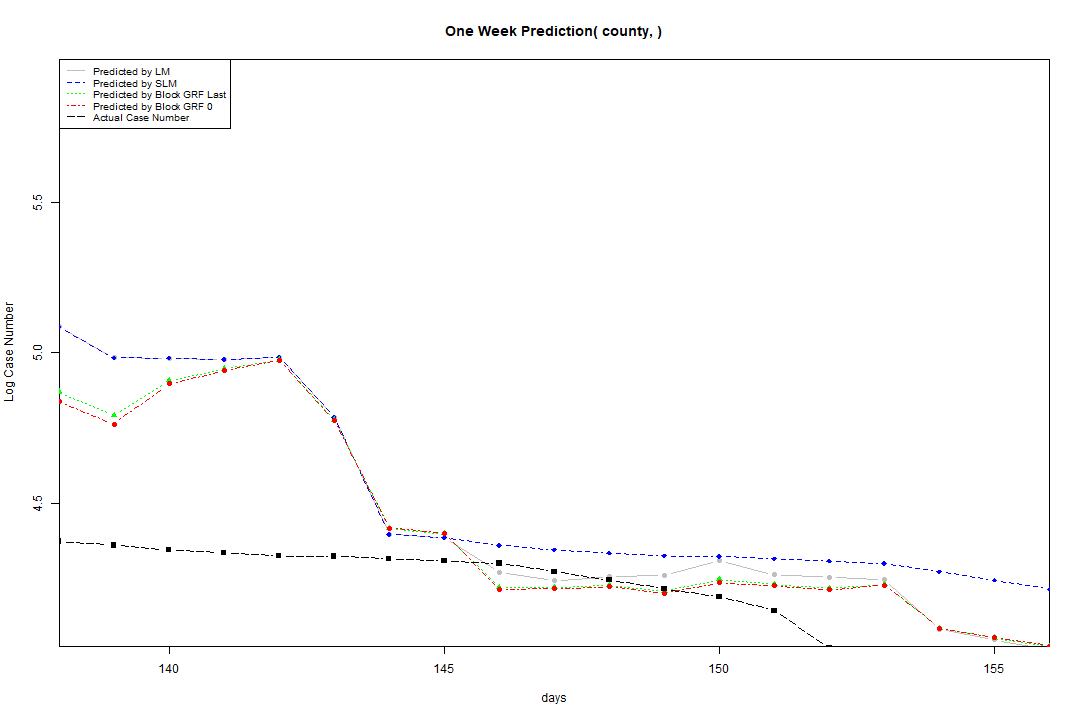 One Week Prediction( county, )
Predicted by LM
Predicted by SLM
Predicted by Block GRF Last
Predicted by Block GRF 0
Actual Case Number
Log Case Number
5.5
5.0
4.5
140
145
150
155
days